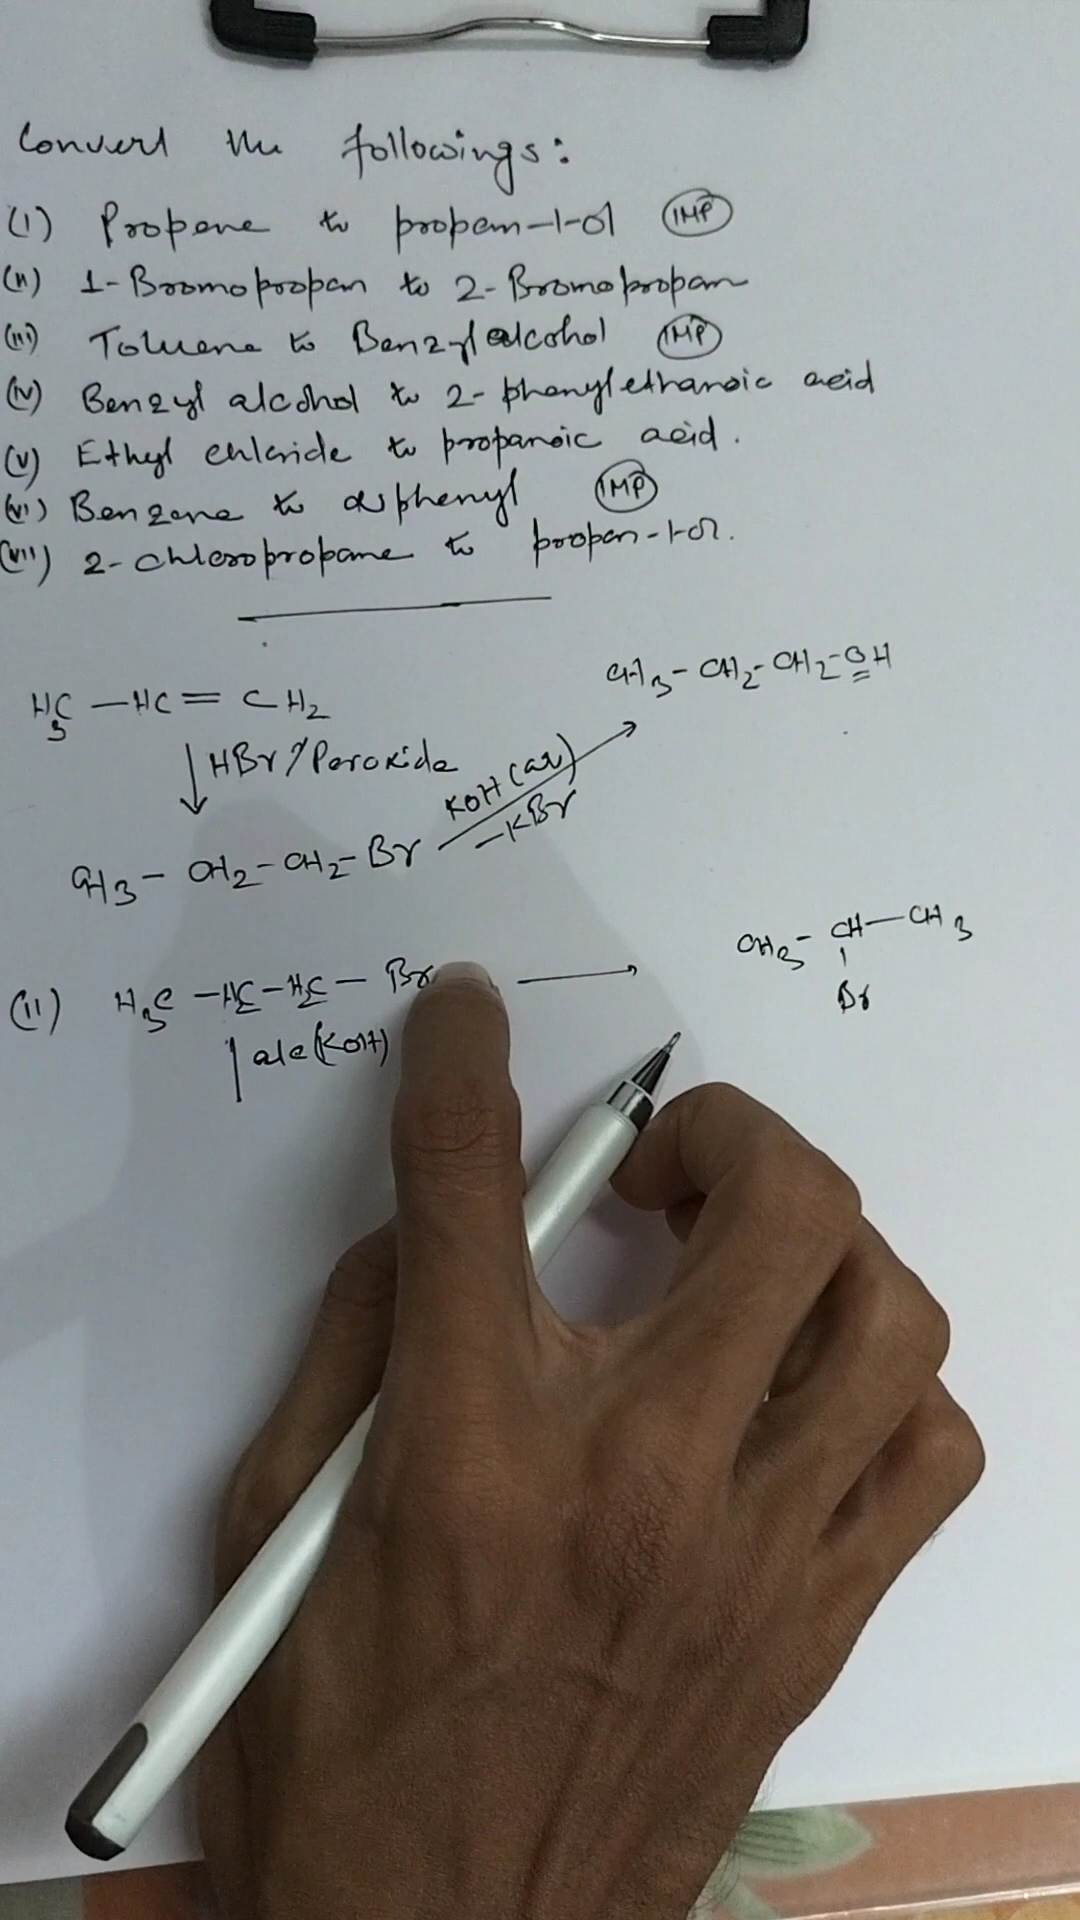 Convert the followings:
(i) Propene to propan-1-ol (IMP)
(ii) 1-Bromopropan to 2-Bromopropan
(iii) Toluene to Benzylalcohol (IMP)
(iv) Benzyl alcohol to 2-phenylethanoic acid
(v) Ethyl chloride to propanoic acid.
(vi) Benzene to diphenyl (IMP)
(vii) 2-chloropropane to propan-1-ol.
CH3-CH2-CH2-OH
H3C-HC=CH2
↓ HBr/Peroxide
KOH (aq)
-KBr
CH3-CH2-CH2-Br
CH3-CH-CH3
(ii) H3C-H2C-H2C-Br →
Br
alc(KOH)